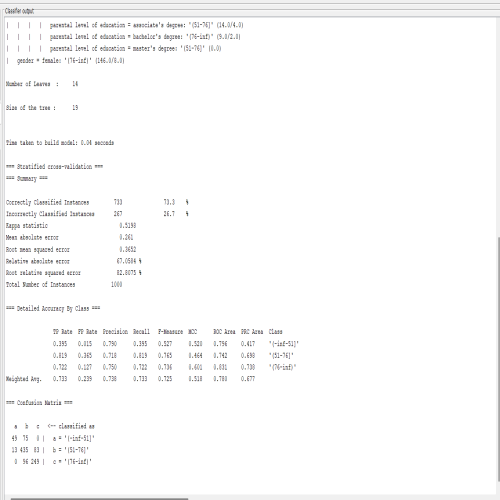 Classifier output
|   |   |   |   parental level of education = associate's degree: '(51-76]' (14.0/4.0)
|   |   |   |   parental level of education = bachelor's degree: '(76-inf)' (9.0/2.0)
|   |   |   |   parental level of education = master's degree: '(51-76]' (0.0)
|   gender = female: '(76-inf)' (146.0/8.0)
Number of Leaves  :     14
Size of the tree :      19
Time taken to build model: 0.04 seconds
=== Stratified cross-validation ===
=== Summary ===
Correctly Classified Instances         733               73.3    %
Incorrectly Classified Instances       267               26.7    %
Kappa statistic                          0.5198
Mean absolute error                      0.261
Root mean squared error                  0.3652
Relative absolute error                 67.0584 %
Root relative squared error             82.8075 %
Total Number of Instances             1000
=== Detailed Accuracy By Class ===
TP Rate  FP Rate  Precision  Recall   F-Measure  MCC      ROC Area  PRC Area  Class
0.395    0.015    0.790      0.395    0.527      0.520    0.796     0.417     '(-inf-51]'
0.819    0.365    0.718      0.819    0.765      0.464    0.742     0.698     '(51-76]'
0.722    0.127    0.750      0.722    0.736      0.601    0.831     0.738     '(76-inf)'
Weighted Avg.    0.733    0.239    0.738      0.733    0.725      0.518    0.780     0.677
=== Confusion Matrix ===
a   b   c   <-- classified as
49  75   0 |   a = '(-inf-51]'
13 435  83 |   b = '(51-76]'
0  96 249 |   c = '(76-inf)'